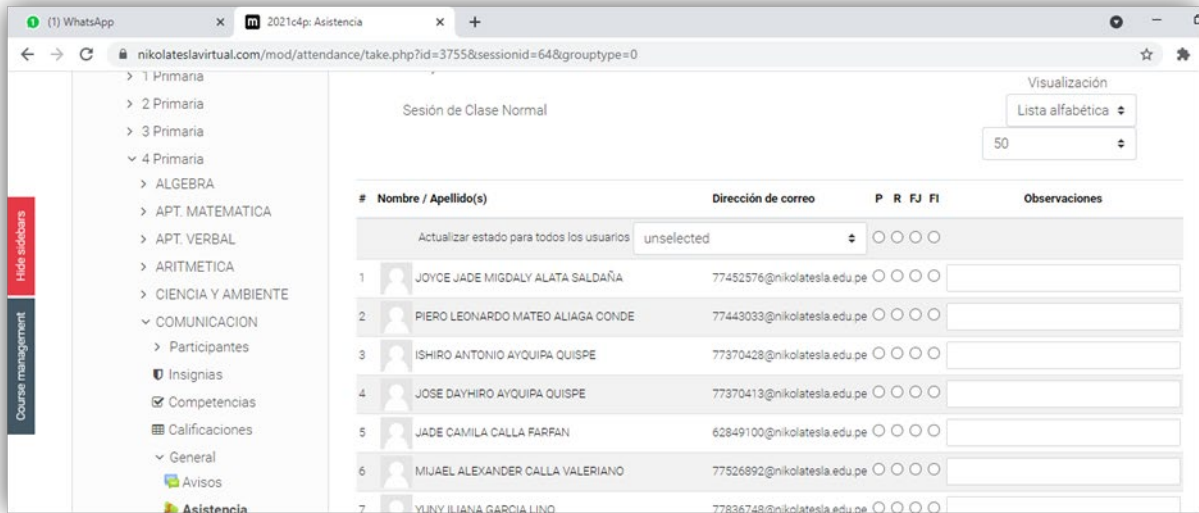 (1) WhatsApp
2021c4p: Asistencia
nikolateslavirtual.com/mod/attendance/take.php?id=3755&sessionid=64&grouptype=0
Hide sidebars
Course management
1 Primaria
2 Primaria
3 Primaria
4 Primaria
ALGEBRA
APT. MATEMATICA
APT. VERBAL
ARITMETICA
CIENCIA Y AMBIENTE
COMUNICACION
Participantes
Insignias
Competencias
Calificaciones
General
Avisos
Asistencia
Sesión de Clase Normal
Visualización
Lista alfabética
50
# Nombre / Apellido(s) Dirección de correo P R FJ FI Observaciones
Actualizar estado para todos los usuarios unselected
1 JOYCE JADE MIGDALY ALATA SALDAÑA 77452576@nikolatesla.edu.pe
2 PIERO LEONARDO MATEO ALIAGA CONDE 77443033@nikolatesla.edu.pe
3 ISHIRO ANTONIO AYQUIPA QUISPE 77370428@nikolatesla.edu.pe
4 JOSE DAYHIRO AYQUIPA QUISPE 77370413@nikolatesla.edu.pe
5 JADE CAMILA CALLA FARFAN 62849100@nikolatesla.edu.pe
6 MIJAEL ALEXANDER CALLA VALERIANO 77526892@nikolatesla.edu.pe
7 YUNY ILIANA GARCIA LINO 77836748@nikolatesla.edu.pe